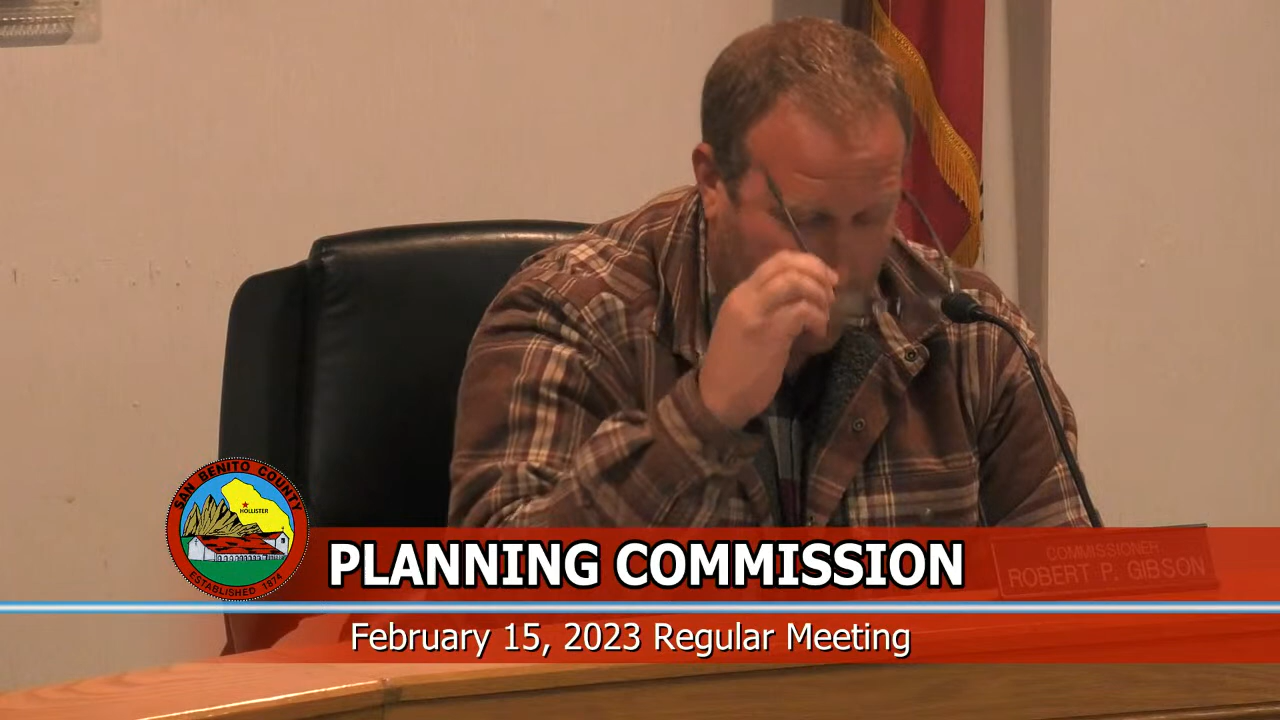 SAN BENITO COUNTY
HOLLISTER
ESTABLISHED 1874
PLANNING COMMISSION
COMMISSIONER
ROBERT P. GIBSON
February 15, 2023 Regular Meeting